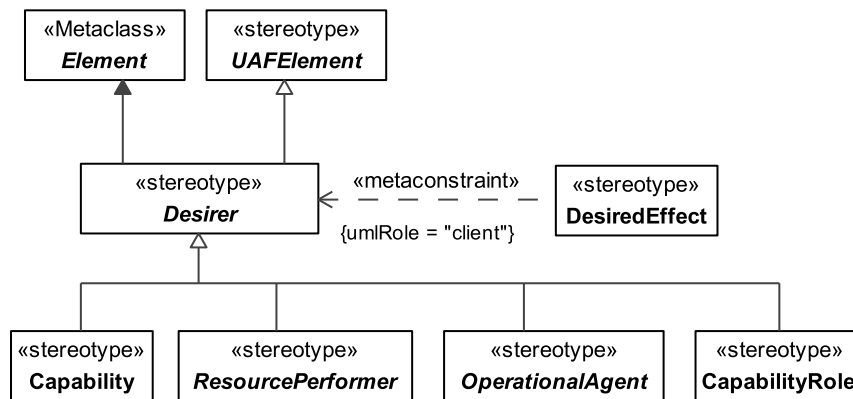 «Metaclass»
Element
«stereotype»
UAFElement
«stereotype»
Desirer
«metaconstraint»
{umlRole = "client"}
«stereotype»
DesiredEffect
«stereotype»
Capability
«stereotype»
ResourcePerformer
«stereotype»
OperationalAgent
«stereotype»
CapabilityRole